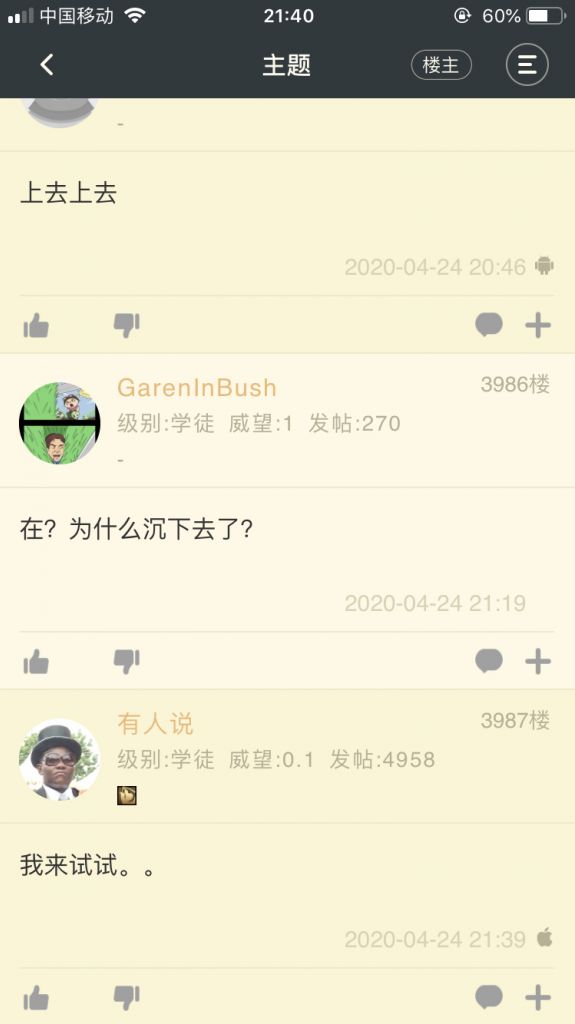 中国移动 21:40 60%
主题 楼主
-
上去上去
2020-04-24 20:46
GarenInBush 3986楼
级别:学徒 威望:1 发帖:270
-
在？为什么沉下去了？
2020-04-24 21:19
有人说 3987楼
级别:学徒 威望:0.1 发帖:4958
我来试试。。
2020-04-24 21:39